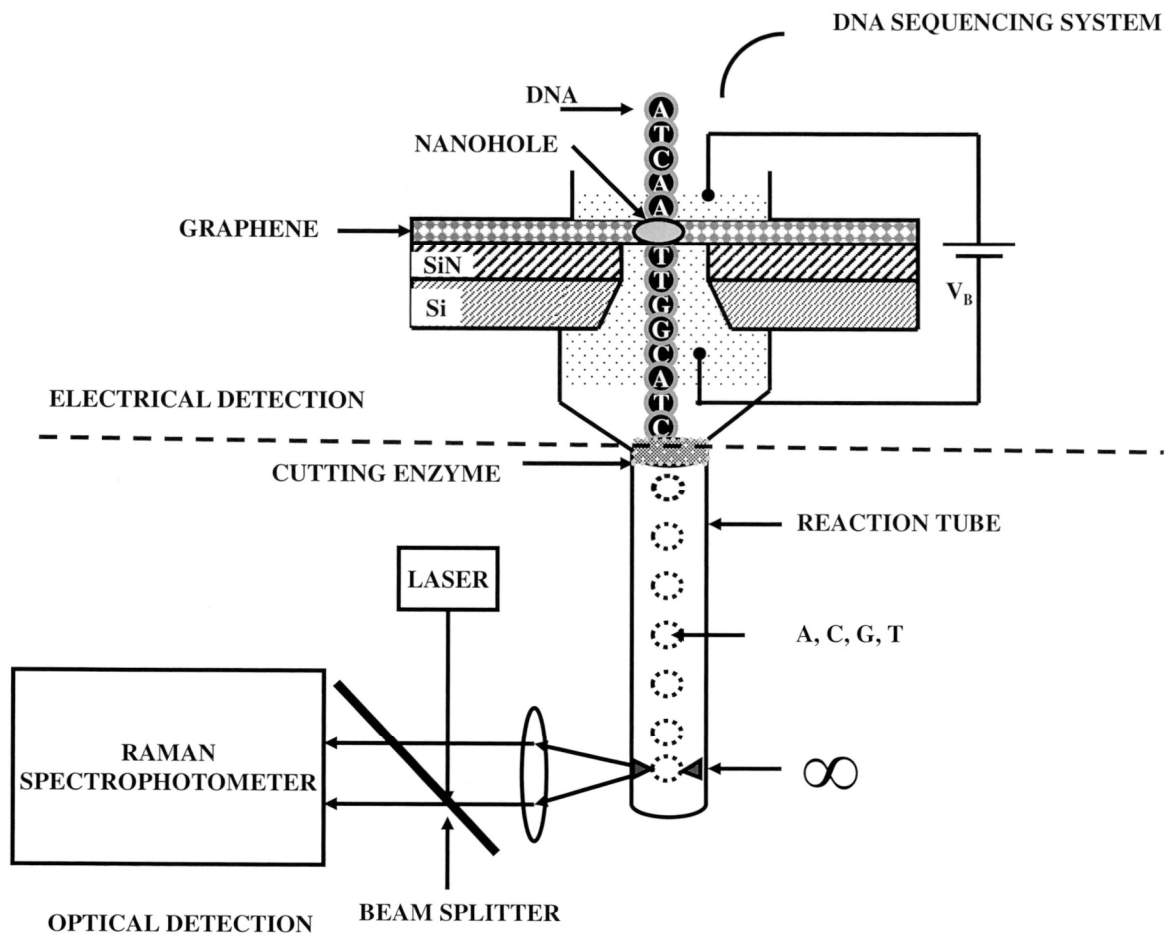 DNA SEQUENCING SYSTEM
DNA
A
T
C
A
A
NANOHOLE
GRAPHENE
SiN
Si
T
T
G
G
C
A
T
C
V_B
ELECTRICAL DETECTION
CUTTING ENZYME
REACTION TUBE
LASER
A, C, G, T
RAMAN
SPECTROPHOTOMETER
∞
BEAM SPLITTER
OPTICAL DETECTION